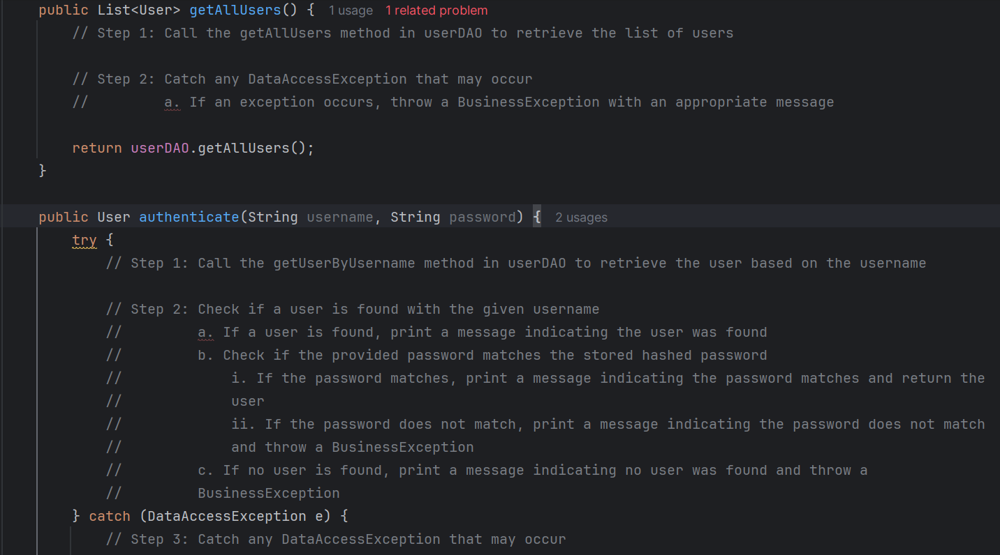 public List<User> getAllUsers() { 1 usage 1 related problem
// Step 1: Call the getAllUsers method in userDAO to retrieve the list of users
// Step 2: Catch any DataAccessException that may occur
// a. If an exception occurs, throw a BusinessException with an appropriate message
return userDAO.getAllUsers();
}
public User authenticate(String username, String password) { 2 usages
try {
// Step 1: Call the getUserByUsername method in userDAO to retrieve the user based on the username
// Step 2: Check if a user is found with the given username
// a. If a user is found, print a message indicating the user was found
// b. Check if the provided password matches the stored hashed password
// i. If the password matches, print a message indicating the password matches and return the
// user
// ii. If the password does not match, print a message indicating the password does not match
// and throw a BusinessException
// c. If no user is found, print a message indicating no user was found and throw a
// BusinessException
} catch (DataAccessException e) {
// Step 3: Catch any DataAccessException that may occur